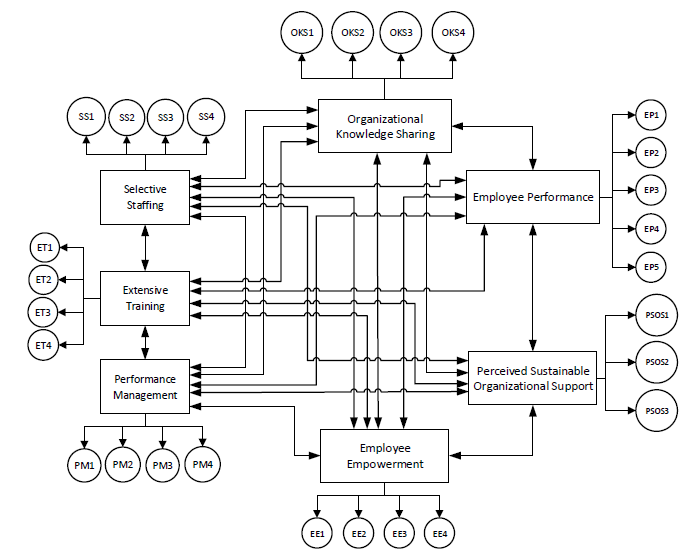 OKS1
OKS2
OKS3
OKS4
SS1
SS2
SS3
SS4
Organizational
Knowledge Sharing
EP1
EP2
EP3
EP4
EP5
Selective
Staffing
Employee Performance
ET1
ET2
ET3
ET4
Extensive
Training
PSOS1
PSOS2
PSOS3
Performance
Management
Perceived Sustainable
Organizational Support
PM1
PM2
PM3
PM4
Employee
Empowerment
EE1
EE2
EE3
EE4